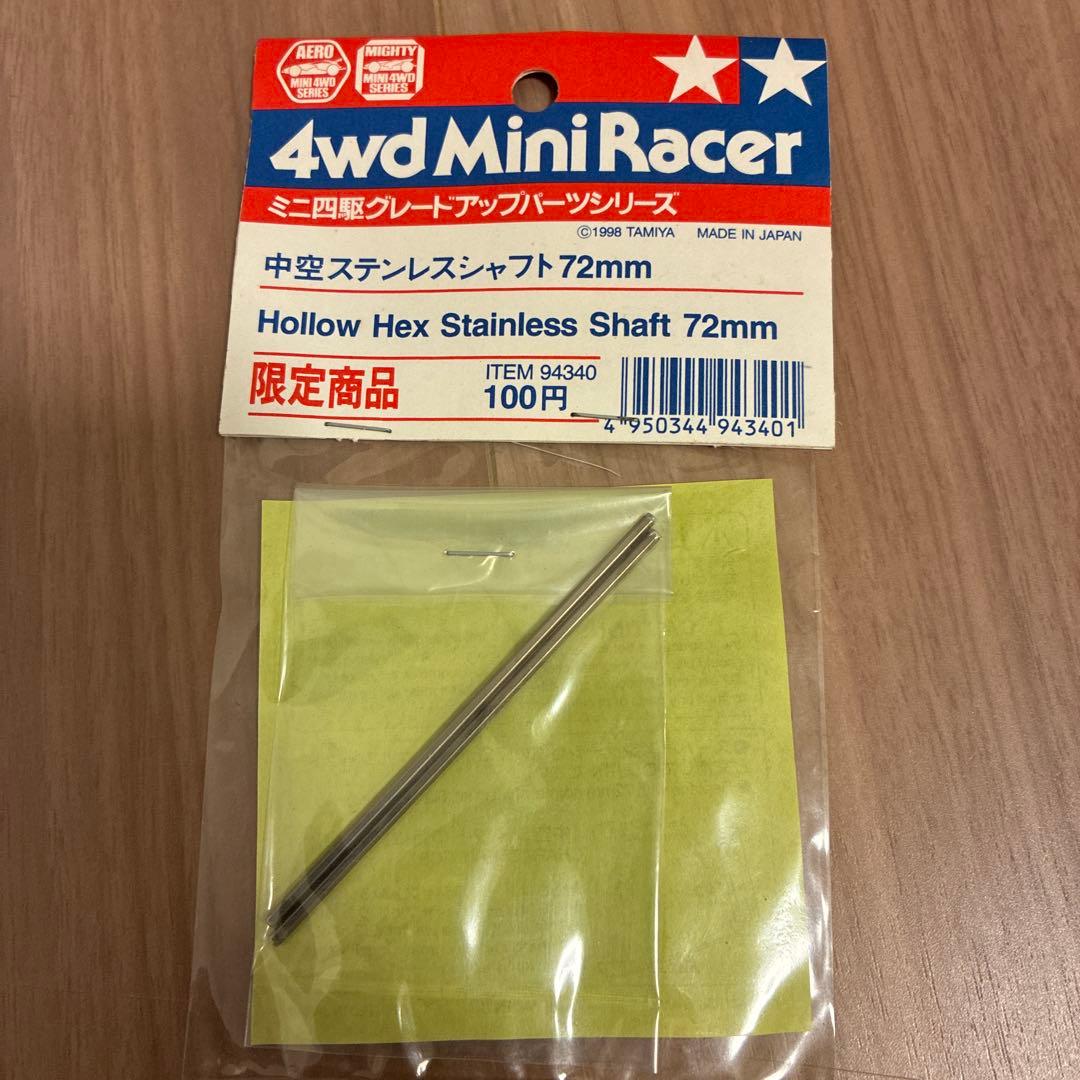 AERO
MINI 4WD
SERIES
MIGHTY
MINI 4WD
SERIES
4wd Mini Racer
ミニ四駆グレードアップパーツシリーズ
©1998 TAMIYA MADE IN JAPAN
中空ステンレスシャフト72mm
Hollow Hex Stainless Shaft 72mm
限定商品
ITEM 94340
100円
4 950344 943401